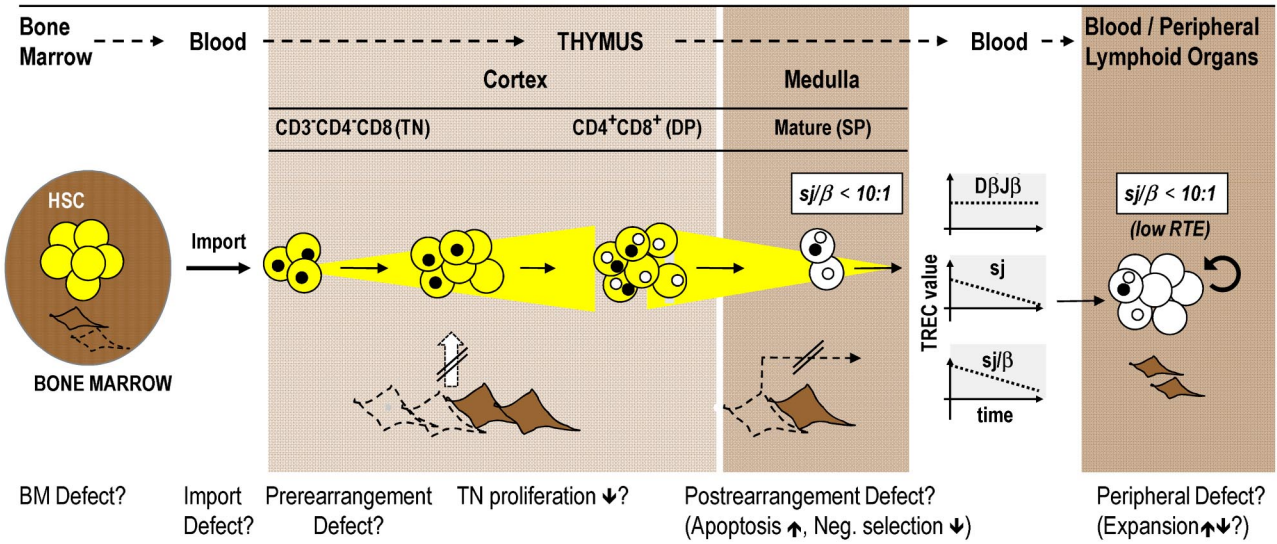 Bone
Marrow
Blood
THYMUS
Blood
Blood / Peripheral
Lymphoid Organs
Cortex
Medulla
CD3⁻CD4⁻CD8 (TN)
CD4⁺CD8⁺ (DP)
Mature (SP)
HSC
Import
BONE MARROW
sj/β < 10:1
DβJβ
sj
sj/β
TREC value
time
sj/β < 10:1
(low RTE)
BM Defect?
Import
Defect?
Prerearrangement
Defect?
TN proliferation 🡻?
Postrearrangement Defect?
(Apoptosis 🡹, Neg. selection 🡻)
Peripheral Defect?
(Expansion🡹🡻?)